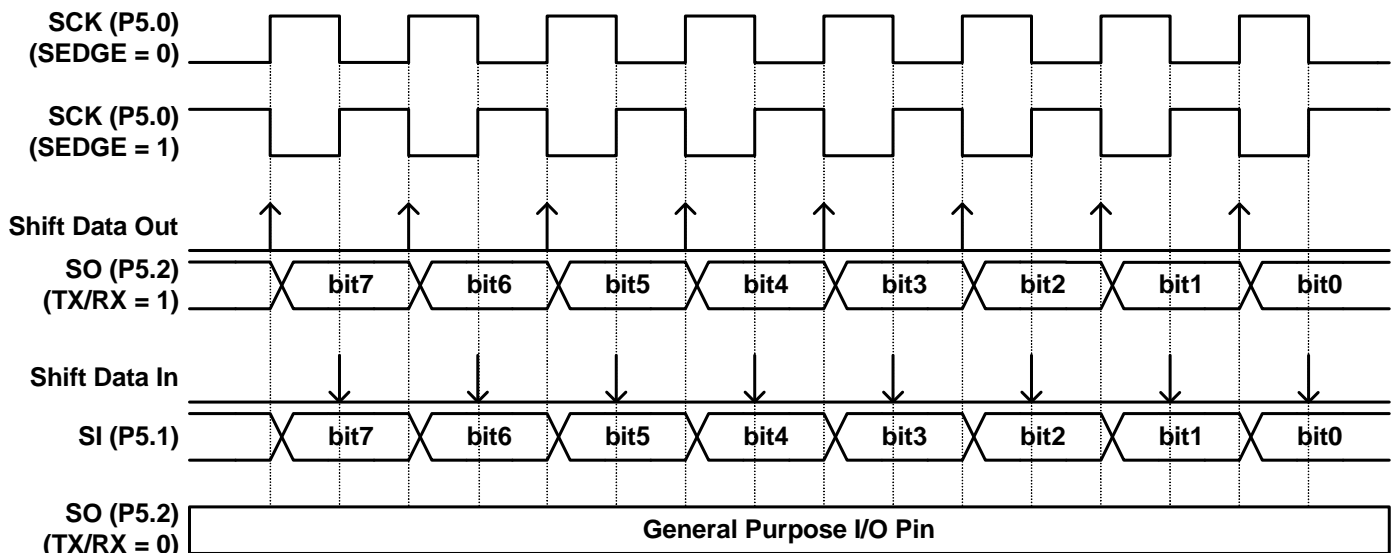 SCK (P5.0)
(SEDGE = 0)
SCK (P5.0)
(SEDGE = 1)
Shift Data Out
SO (P5.2)
(TX/RX = 1)
bit7 bit6 bit5 bit4 bit3 bit2 bit1 bit0
Shift Data In
SI (P5.1)
bit7 bit6 bit5 bit4 bit3 bit2 bit1 bit0
SO (P5.2)
(TX/RX = 0)
General Purpose I/O Pin